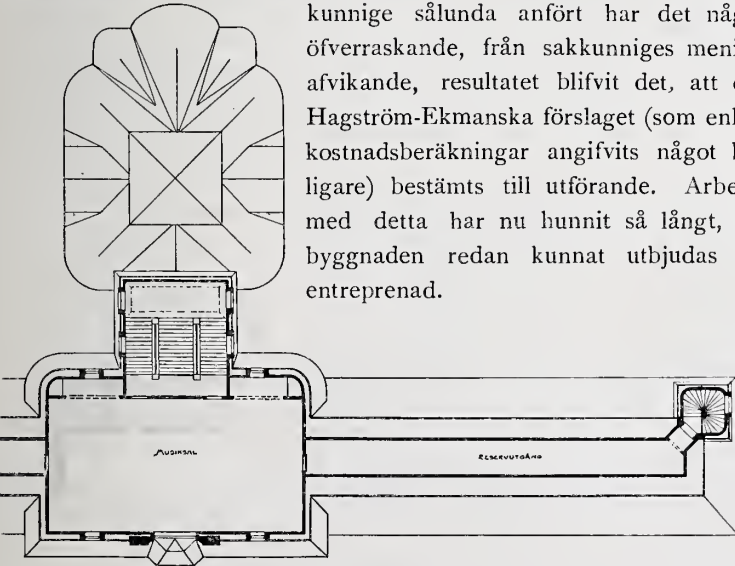 kunnige sålunda anfört har det någ
öfverraskande, från sakkunniges meni
afvikande, resultatet blifvit det, att
Hagström-Ekmanska förslaget (som enl
kostnadsberäkningar angifvits något
ligare) bestämts till utförande. Arbe
med detta har nu hunnit så långt,
byggnaden redan kunnat utbjudas
entreprenad.
MUSIKSAL
RESERVUTGÅNG